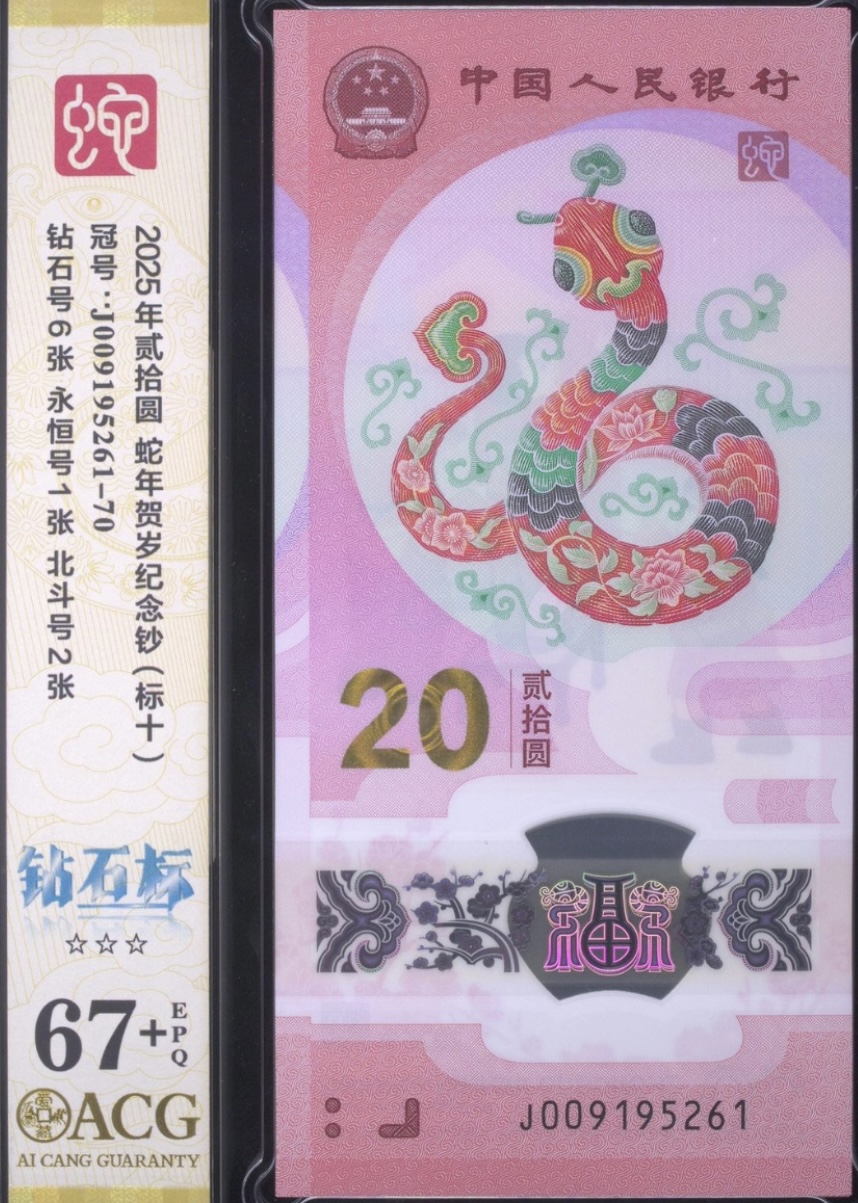 蛇
2025年贰拾圆 蛇年贺岁纪念钞（标十）
冠号：J009195261-70
钻石号6张 永恒号1张 北斗号2张
钻石标
☆☆☆
67+
EPQ
ACG
AI CANG GUARANTY
中国人民银行
蛇
20
贰拾圆
J009195261